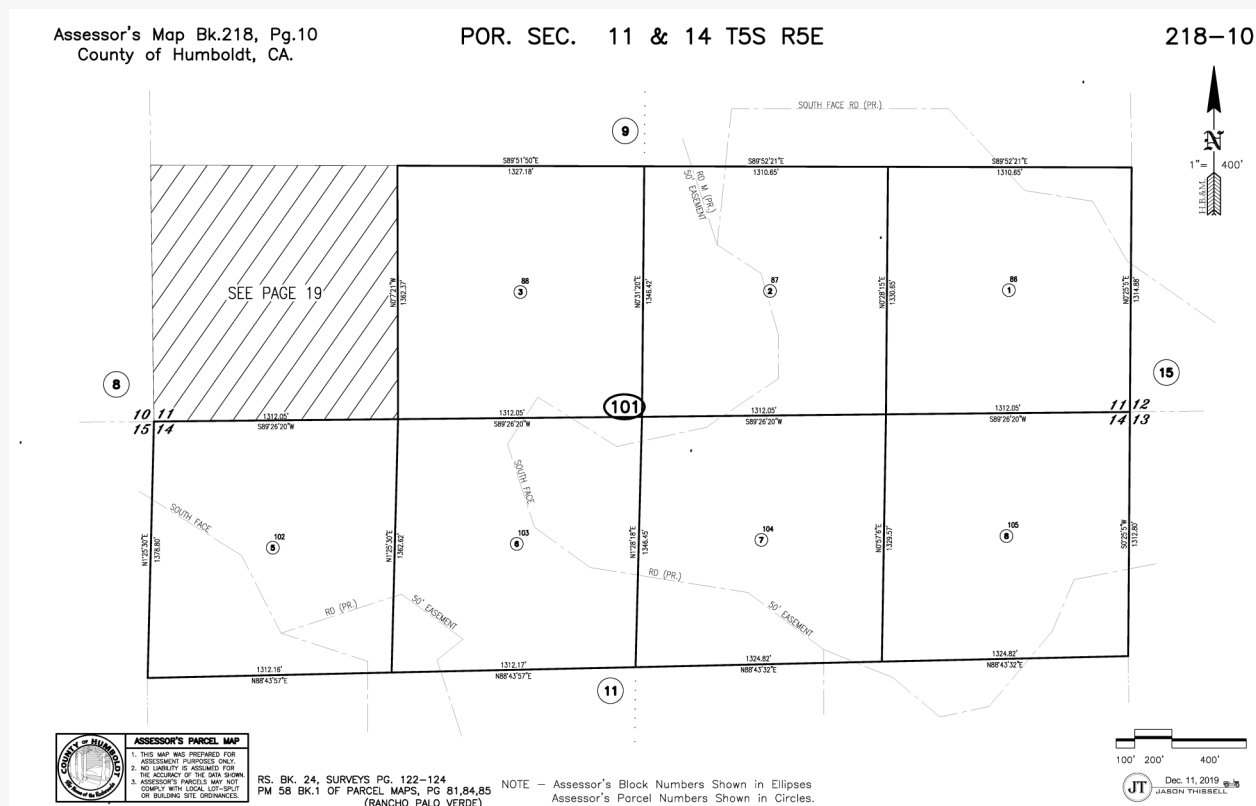 Assessor's Map Bk.218, Pg.10
County of Humboldt, CA.
POR. SEC. 11 & 14 T5S R5E
218-10
N
1"= 400'
H.B.&M.
SOUTH FACE RD (PR.)
9
S89°51'50"E
1327.18'
S89°52'21"E
1310.65'
S89°52'21"E
1310.65'
RD M (PR.)
50' EASEMENT
SEE PAGE 19
N0°7'21"W
1362.37'
88
3
N0°31'20"E
1346.42'
87
2
N0°28'15"E
1330.65'
86
1
N0°25'5"E
1314.88'
8
15
10 11
15 14
1312.05'
S89°26'20"W
1312.05'
S89°26'20"W
101
1312.05'
S89°26'20"W
1312.05'
S89°26'20"W
11 12
14 13
SOUTH FACE
SOUTH FACE
N1°25'30"E
1378.80'
102
5
N1°25'30"E
1362.62'
103
6
N1°28'18"E
1346.45'
104
7
N0°57'6"E
1329.57'
105
8
S0°25'5"W
1312.80'
RD (PR.)
RD (PR.)
50' EASEMENT
50' EASEMENT
1312.16'
N88°43'57"E
1312.17'
N88°43'57"E
1324.82'
N88°43'32"E
1324.82'
N88°43'32"E
11
COUNTY OF HUMBOLDT
ASSESSOR'S PARCEL MAP
1. THIS MAP WAS PREPARED FOR
ASSESSMENT PURPOSES ONLY.
2. NO LIABILITY IS ASSUMED FOR
THE ACCURACY OF THE DATA SHOWN.
3. ASSESSOR'S PARCELS MAY NOT
COMPLY WITH LOCAL LOT-SPLIT
OR BUILDING SITE ORDINANCES.
RS. BK. 24, SURVEYS PG. 122-124
PM 58 BK.1 OF PARCEL MAPS, PG 81,84,85
(RANCHO PALO VERDE)
NOTE - Assessor's Block Numbers Shown in Ellipses
Assessor's Parcel Numbers Shown in Circles.
100' 200' 400'
JT
Dec. 11, 2019
JASON THISSELL